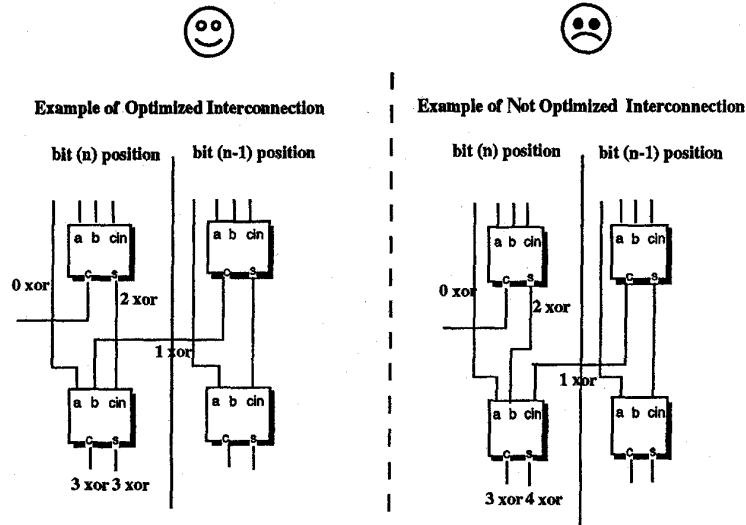 Example of Optimized Interconnection
bit (n) position
bit (n-1) position
a b cin
c s
a b cin
c s
0 xor
2 xor
1 xor
a b cin
c s
a b cin
c s
3 xor 3 xor
Example of Not Optimized Interconnection
bit (n) position
bit (n-1) position
a b cin
c s
a b cin
c s
0 xor
2 xor
1 xor
a b cin
c s
a b cin
c s
3 xor 4 xor